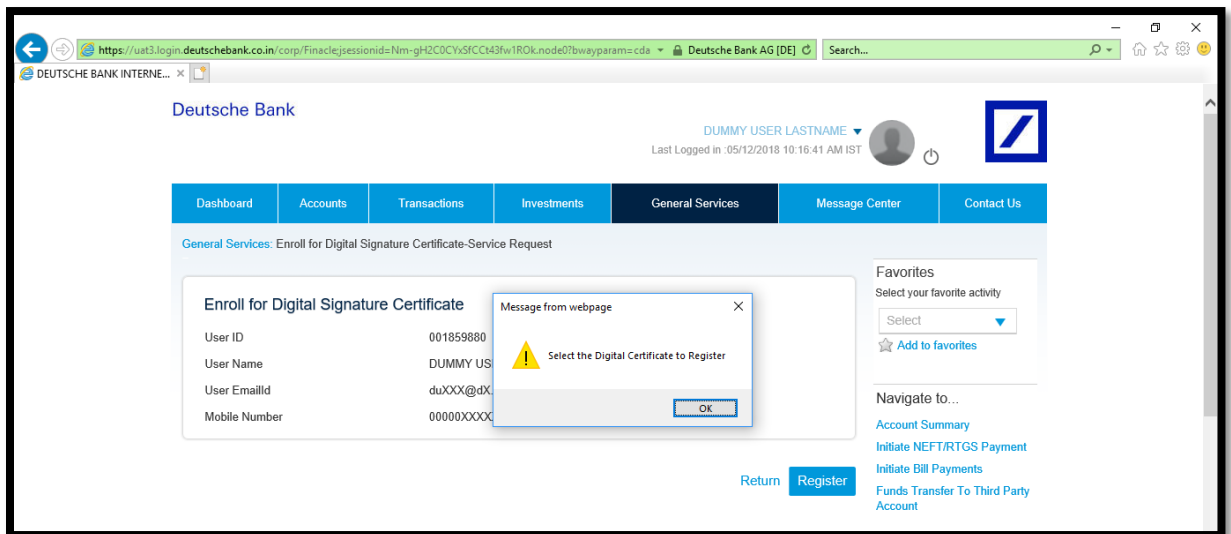 https://uat3.login.deutschebank.co.in/corp/Finacle;jsessionid=Nm-gH2C0CYxSfCCt43fw1ROk.node0?bwayparam=cda Deutsche Bank AG [DE] Search...
DEUTSCHE BANK INTERNE...
Deutsche Bank
DUMMY USER LASTNAME
Last Logged in :05/12/2018 10:16:41 AM IST
Dashboard Accounts Transactions Investments General Services Message Center Contact Us
General Services: Enroll for Digital Signature Certificate-Service Request
Enroll for Digital Signature Certificate
User ID 001859880
User Name DUMMY US
User EmailId duXXX@dX.
Mobile Number 00000XXXX
Message from webpage
Select the Digital Certificate to Register
OK
Return Register
Favorites
Select your favorite activity
Select
Add to favorites
Navigate to...
Account Summary
Initiate NEFT/RTGS Payment
Initiate Bill Payments
Funds Transfer To Third Party
Account